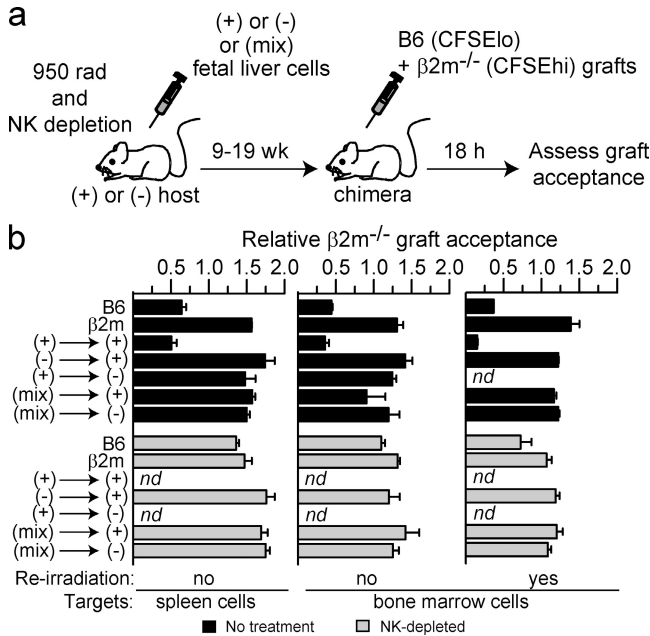 a
(+) or (-)
or (mix)
fetal liver cells
B6 (CFSElo)
+ β2m-/- (CFSEhi) grafts
950 rad
and
NK depletion
9-19 wk
18 h
Assess graft
acceptance
(+) or (-) host
chimera
b
Relative β2m-/- graft acceptance
0.5 1.0 1.5 2.0 0.5 1.0 1.5 2.0 0.5 1.0 1.5 2.0
B6
β2m
(+) → (+)
(-) → (+)
(+) → (-) nd
(mix) → (+)
(mix) → (-)
B6
β2m
(+) → (+) nd nd nd
(-) → (+)
(+) → (-) nd nd nd
(mix) → (+)
(mix) → (-)
Re-irradiation: no no yes
Targets: spleen cells bone marrow cells
No treatment NK-depleted